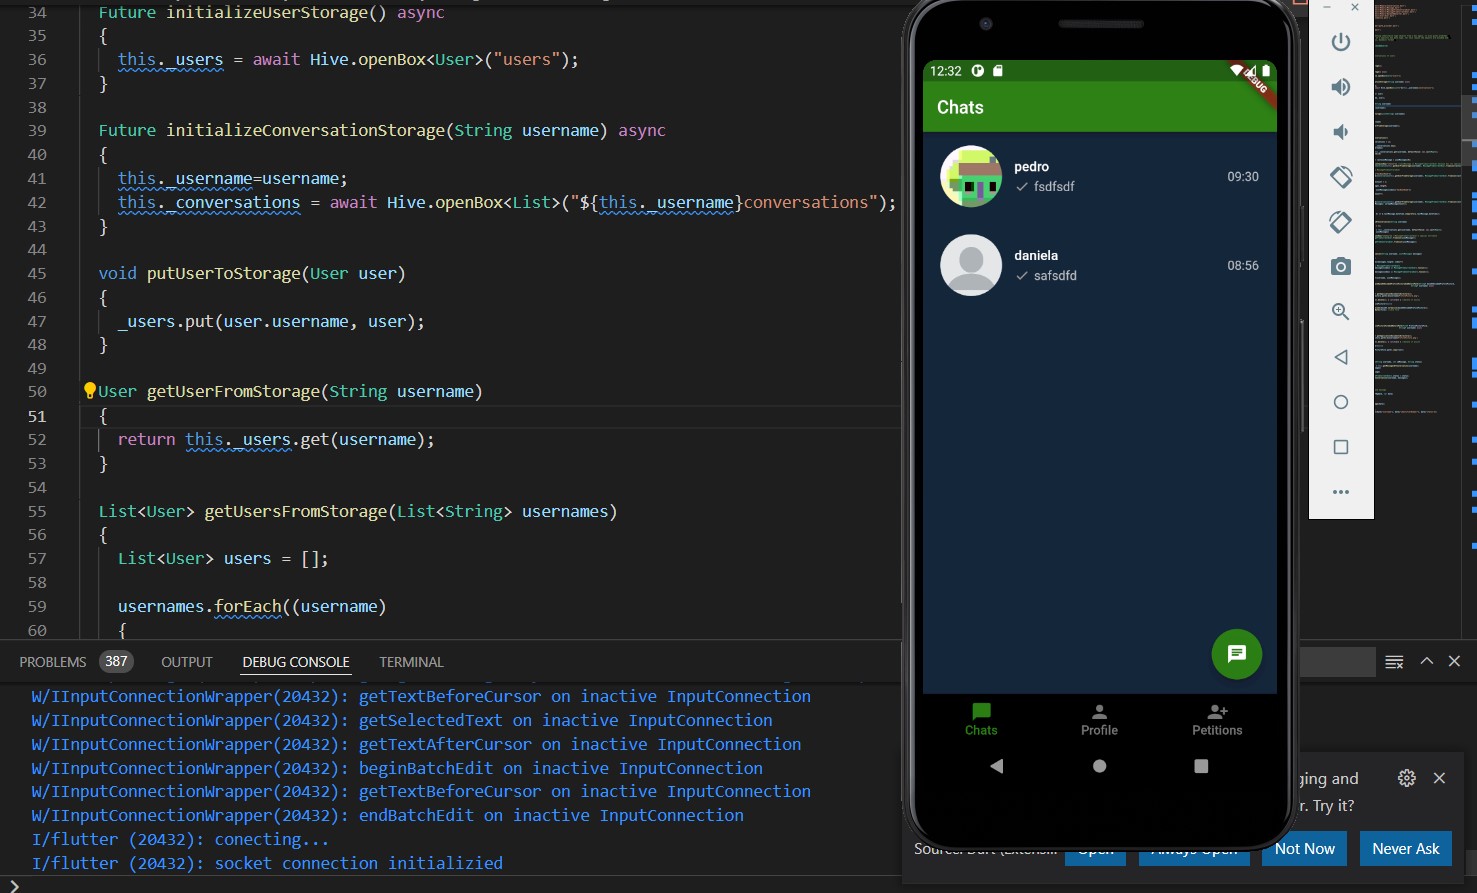 34 Future initializeUserStorage() async
35 {
36 this._users = await Hive.openBox<User>("users");
37 }
38
39 Future initializeConversationStorage(String username) async
40 {
41 this._username=username;
42 this._conversations = await Hive.openBox<List>("${this._username}conversations");
43 }
44
45 void putUserToStorage(User user)
46 {
47 _users.put(user.username, user);
48 }
49
50 User getUserFromStorage(String username)
51 {
52 return this._users.get(username);
53 }
54
55 List<User> getUsersFromStorage(List<String> usernames)
56 {
57 List<User> users = [];
58
59 usernames.forEach((username)
60 {
PROBLEMS 387 OUTPUT DEBUG CONSOLE TERMINAL
W/IInputConnectionWrapper(20432): getTextBeforeCursor on inactive InputConnection
W/IInputConnectionWrapper(20432): getSelectedText on inactive InputConnection
W/IInputConnectionWrapper(20432): getTextAfterCursor on inactive InputConnection
W/IInputConnectionWrapper(20432): beginBatchEdit on inactive InputConnection
W/IInputConnectionWrapper(20432): getTextBeforeCursor on inactive InputConnection
W/IInputConnectionWrapper(20432): endBatchEdit on inactive InputConnection
I/flutter (20432): conecting...
I/flutter (20432): socket connection initializied
12:32
DEBUG
Chats
pedro
fsdfsdf 09:30
daniela
safsdfd 08:56
Chats Profile Petitions
ging and
r. Try it?
Source: Dart (Extens... Open Always Open Not Now Never Ask